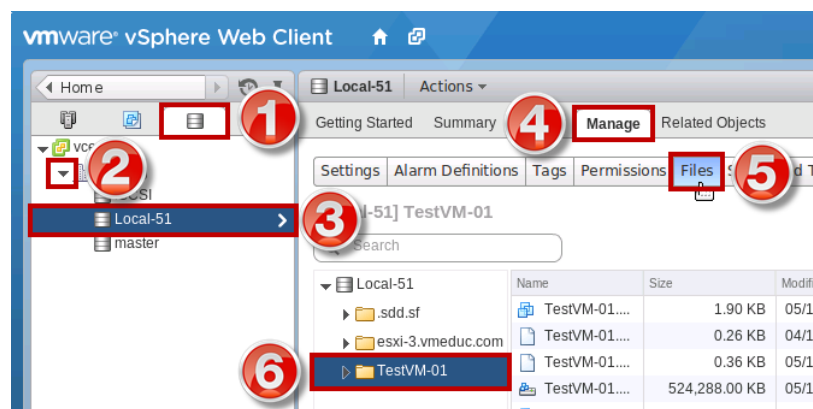 vmware® vSphere Web Client
Home
1
2
vce
iSCSI
Local-51
3
master
Local-51 Actions
Getting Started Summary 4 Manage Related Objects
Settings Alarm Definitions Tags Permissions Files 5
TestVM-01
Search
Local-51
.sdd.sf
esxi-3.vmeduc.com
6
TestVM-01
Name Size
TestVM-01.... 1.90 KB 05/1
TestVM-01.... 0.26 KB 04/1
TestVM-01.... 0.36 KB 05/1
TestVM-01.... 524,288.00 KB 05/1